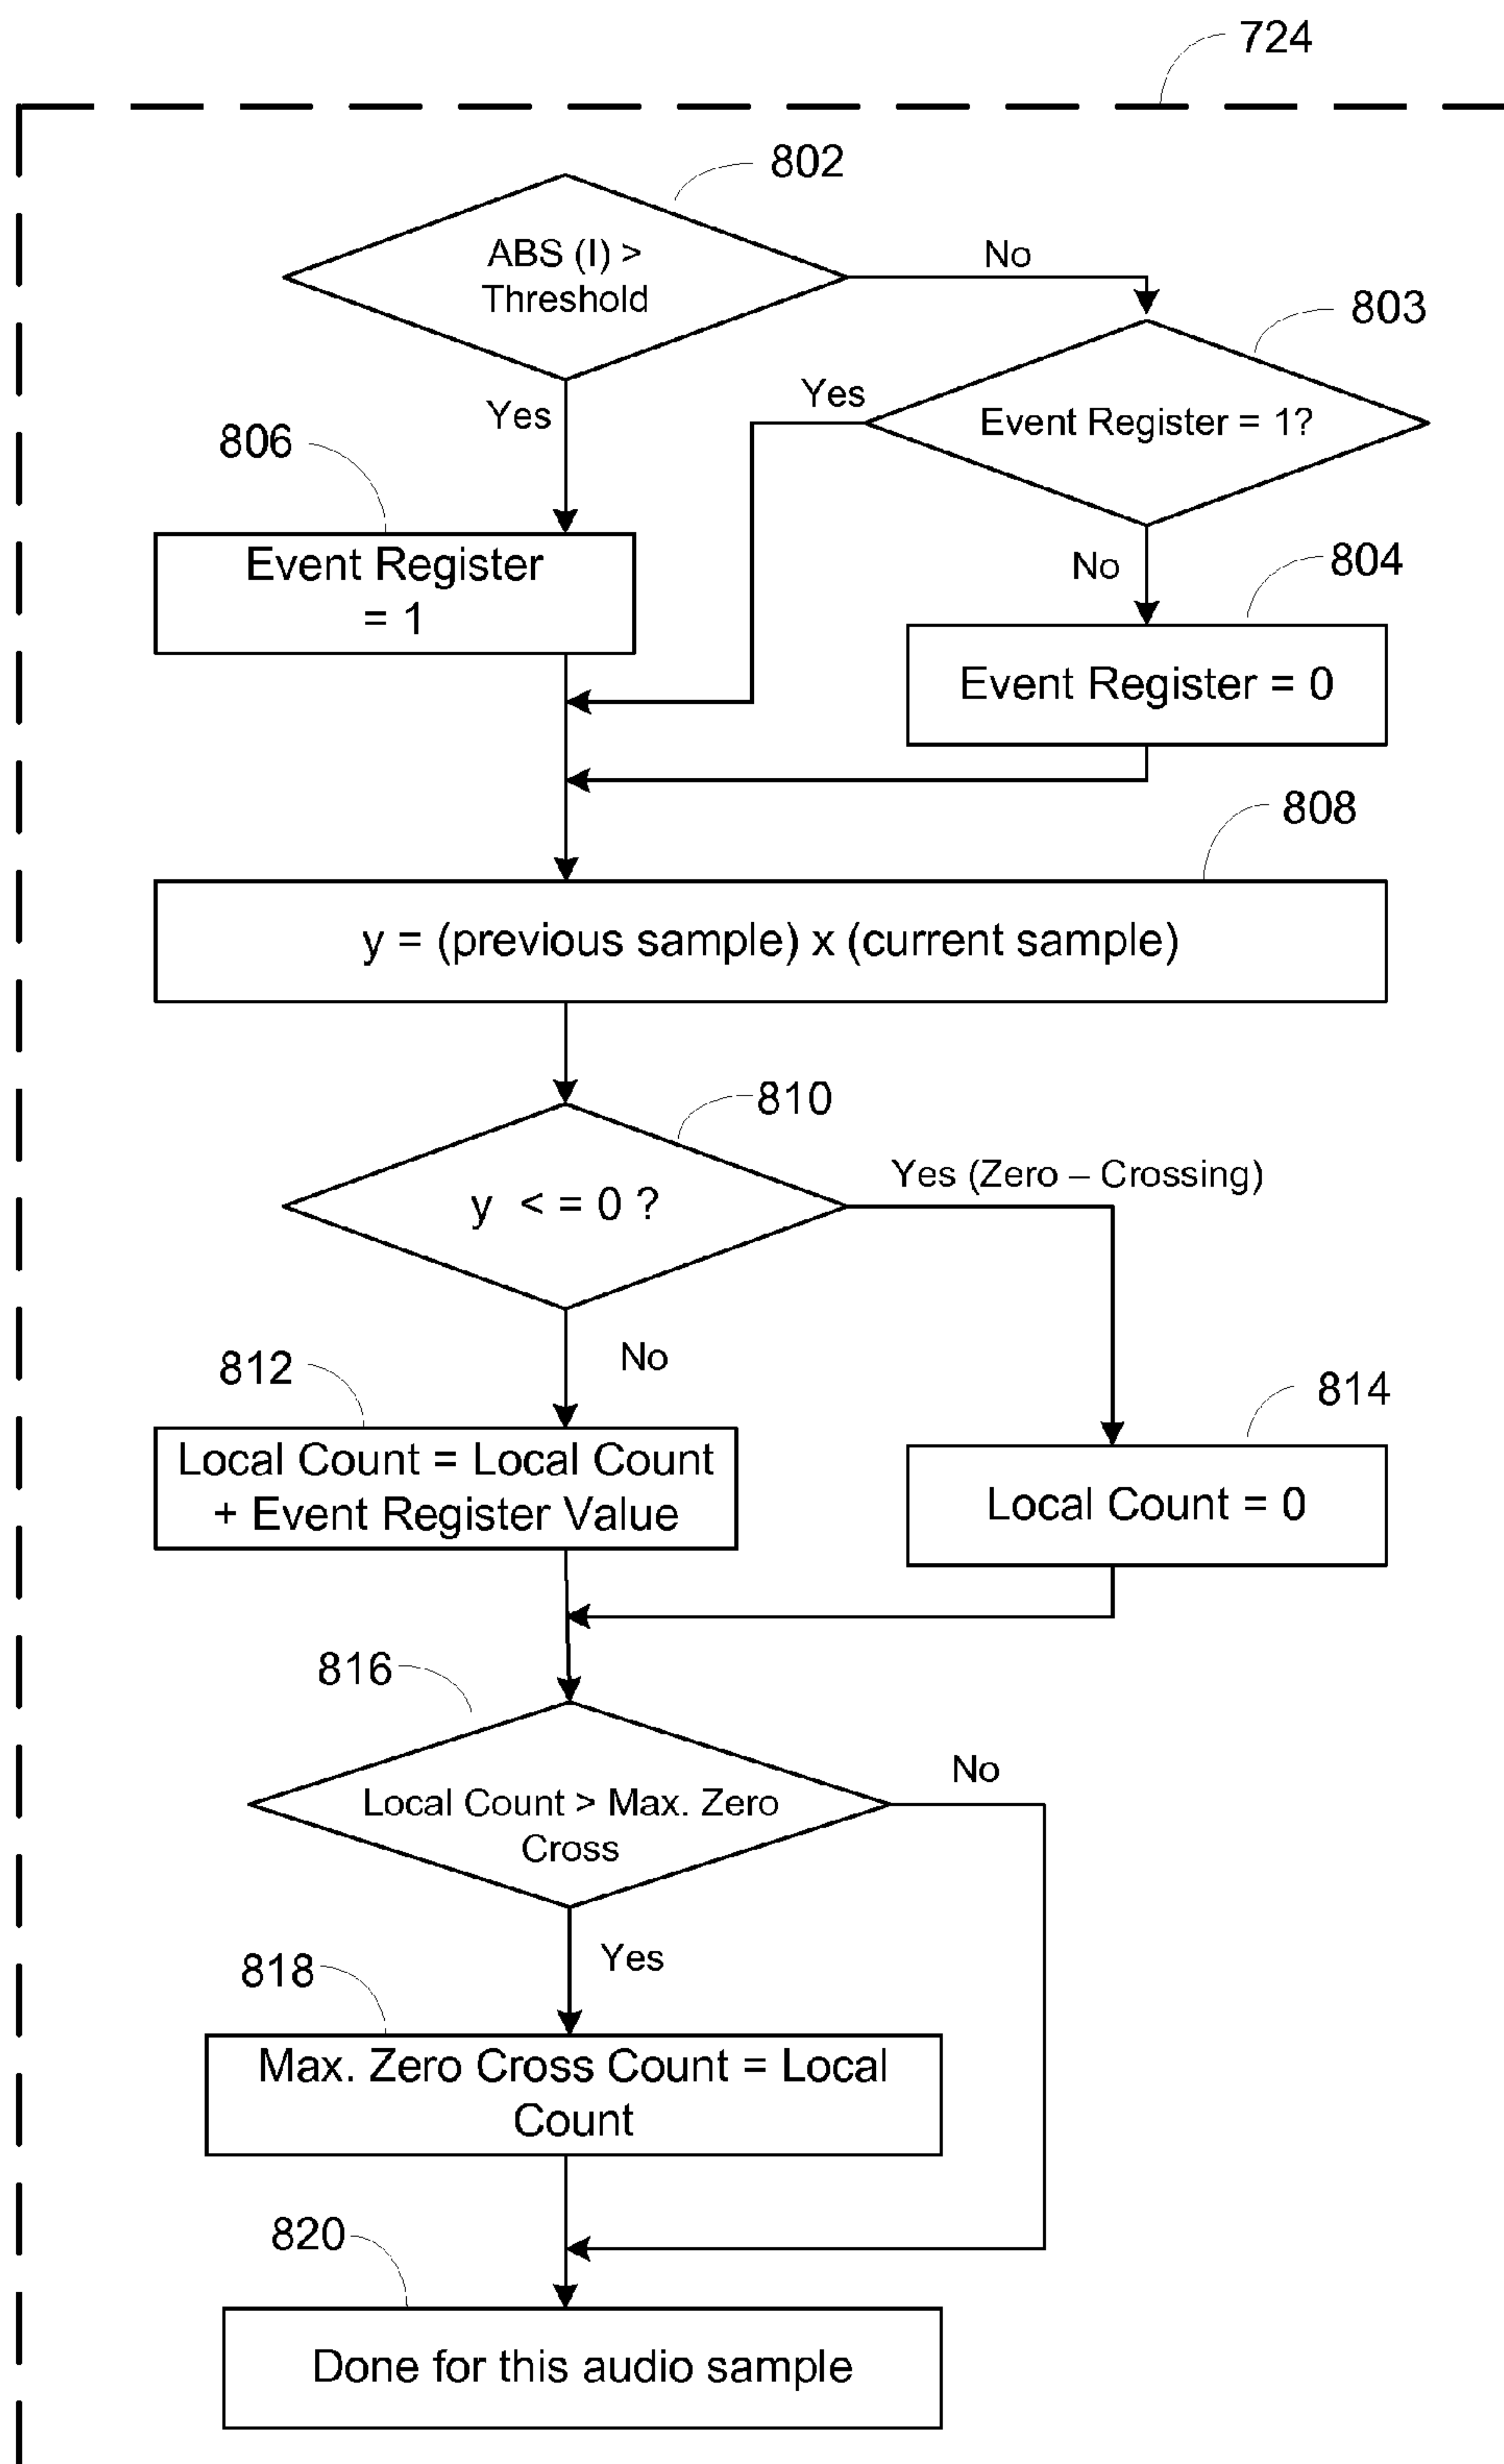 724
802
ABS (I) >
Threshold
No
803
Event Register = 1?
Yes
Yes
806
Event Register
= 1
No
804
Event Register = 0
808
y = (previous sample) x (current sample)
810
y < = 0 ?
Yes (Zero – Crossing)
No
812
Local Count = Local Count
+ Event Register Value
814
Local Count = 0
816
Local Count > Max. Zero
Cross
No
Yes
818
Max. Zero Cross Count = Local
Count
820
Done for this audio sample